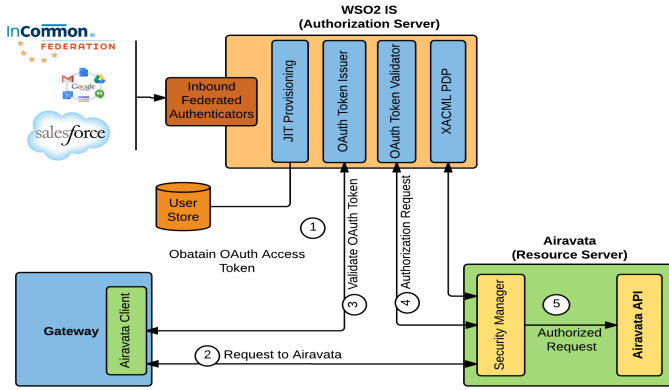 WSO2 IS
(Authorization Server)
InCommon®
FEDERATION
Google
salesforce
Inbound
Federated
Authenticators
JIT Provisioning
OAuth Token Issuer
OAuth Token Validator
XACML PDP
User
Store
1
Obatain OAuth Access
Token
3
Validate OAuth Token
4
Authorization Request
Airavata
(Resource Server)
Gateway
Airavata Client
2
Request to Airavata
Security Manager
5
Authorized
Request
Airavata API